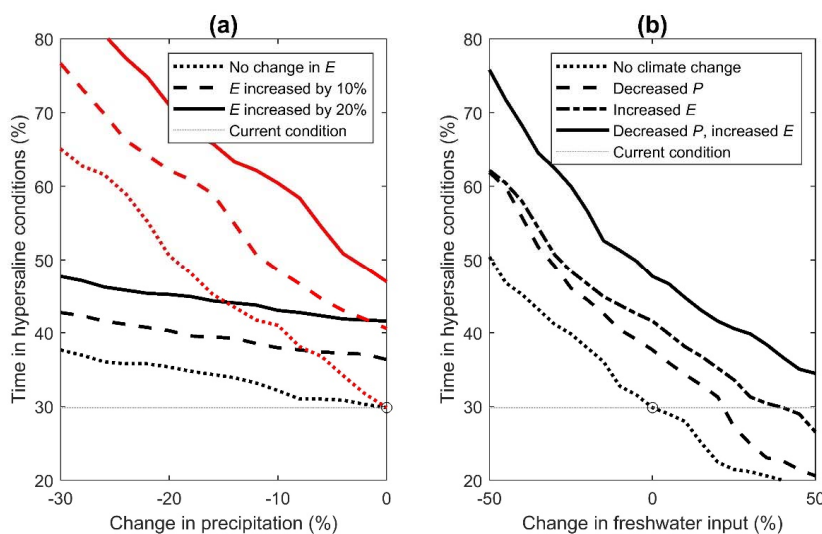 (a)
Time in hypersaline conditions (%)
80
70
60
50
40
30
20
No change in E
E increased by 10%
E increased by 20%
Current condition
-30
-20
-10
0
Change in precipitation (%)
(b)
Time in hypersaline conditions (%)
80
70
60
50
40
30
20
No climate change
Decreased P
Increased E
Decreased P, increased E
Current condition
-50
0
50
Change in freshwater input (%)